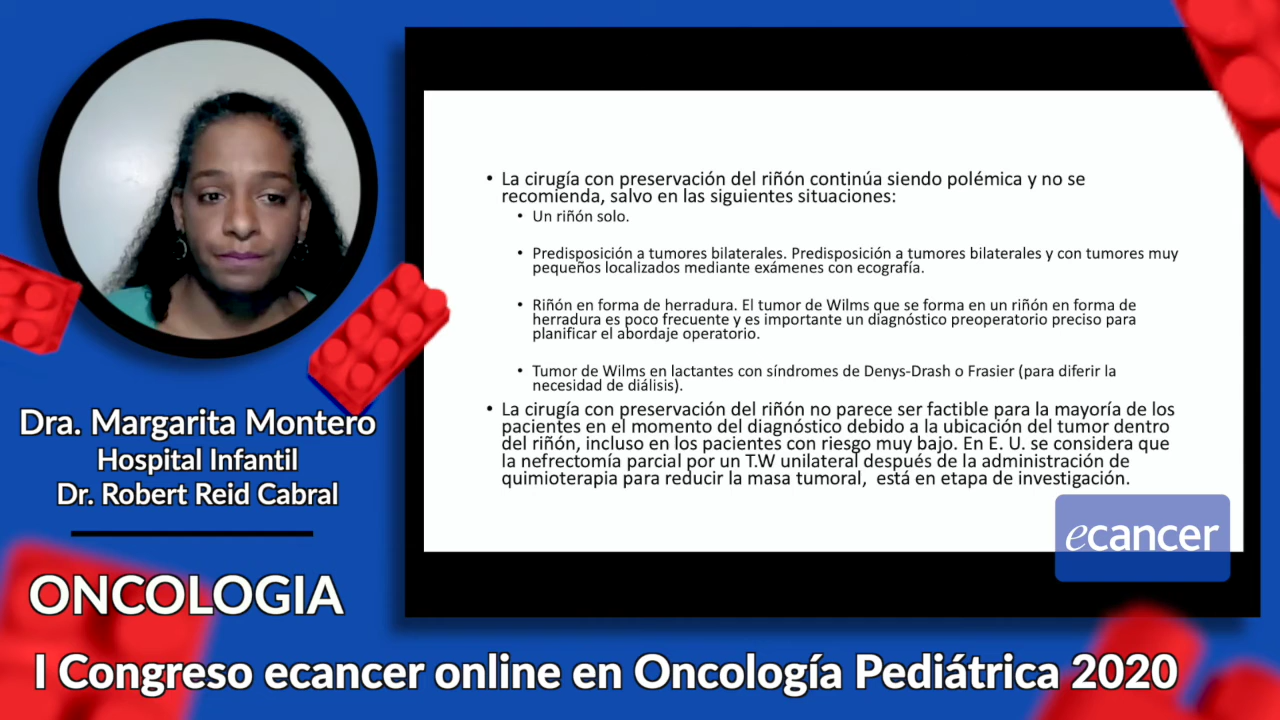 • La cirugía con preservación del riñón continúa siendo polémica y no se
recomienda, salvo en las siguientes situaciones:
• Un riñón solo.
• Predisposición a tumores bilaterales. Predisposición a tumores bilaterales y con tumores muy
pequeños localizados mediante exámenes con ecografía.
• Riñón en forma de herradura. El tumor de Wilms que se forma en un riñón en forma de
herradura es poco frecuente y es importante un diagnóstico preoperatorio preciso para
planificar el abordaje operatorio.
• Tumor de Wilms en lactantes con síndromes de Denys-Drash o Frasier (para diferir la
necesidad de diálisis).
• La cirugía con preservación del riñón no parece ser factible para la mayoría de los
pacientes en el momento del diagnóstico debido a la ubicación del tumor dentro
del riñón, incluso en los pacientes con riesgo muy bajo. En E. U. se considera que
la nefrectomía parcial por un T.W unilateral después de la administración de
quimioterapia para reducir la masa tumoral, está en etapa de investigación.
ecancer
Dra. Margarita Montero
Hospital Infantil
Dr. Robert Reid Cabral
ONCOLOGIA
I Congreso ecancer online en Oncología Pediátrica 2020